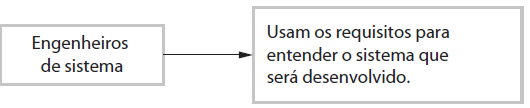 Engenheiros
de sistema
Usam os requisitos para
entender o sistema que
será desenvolvido.